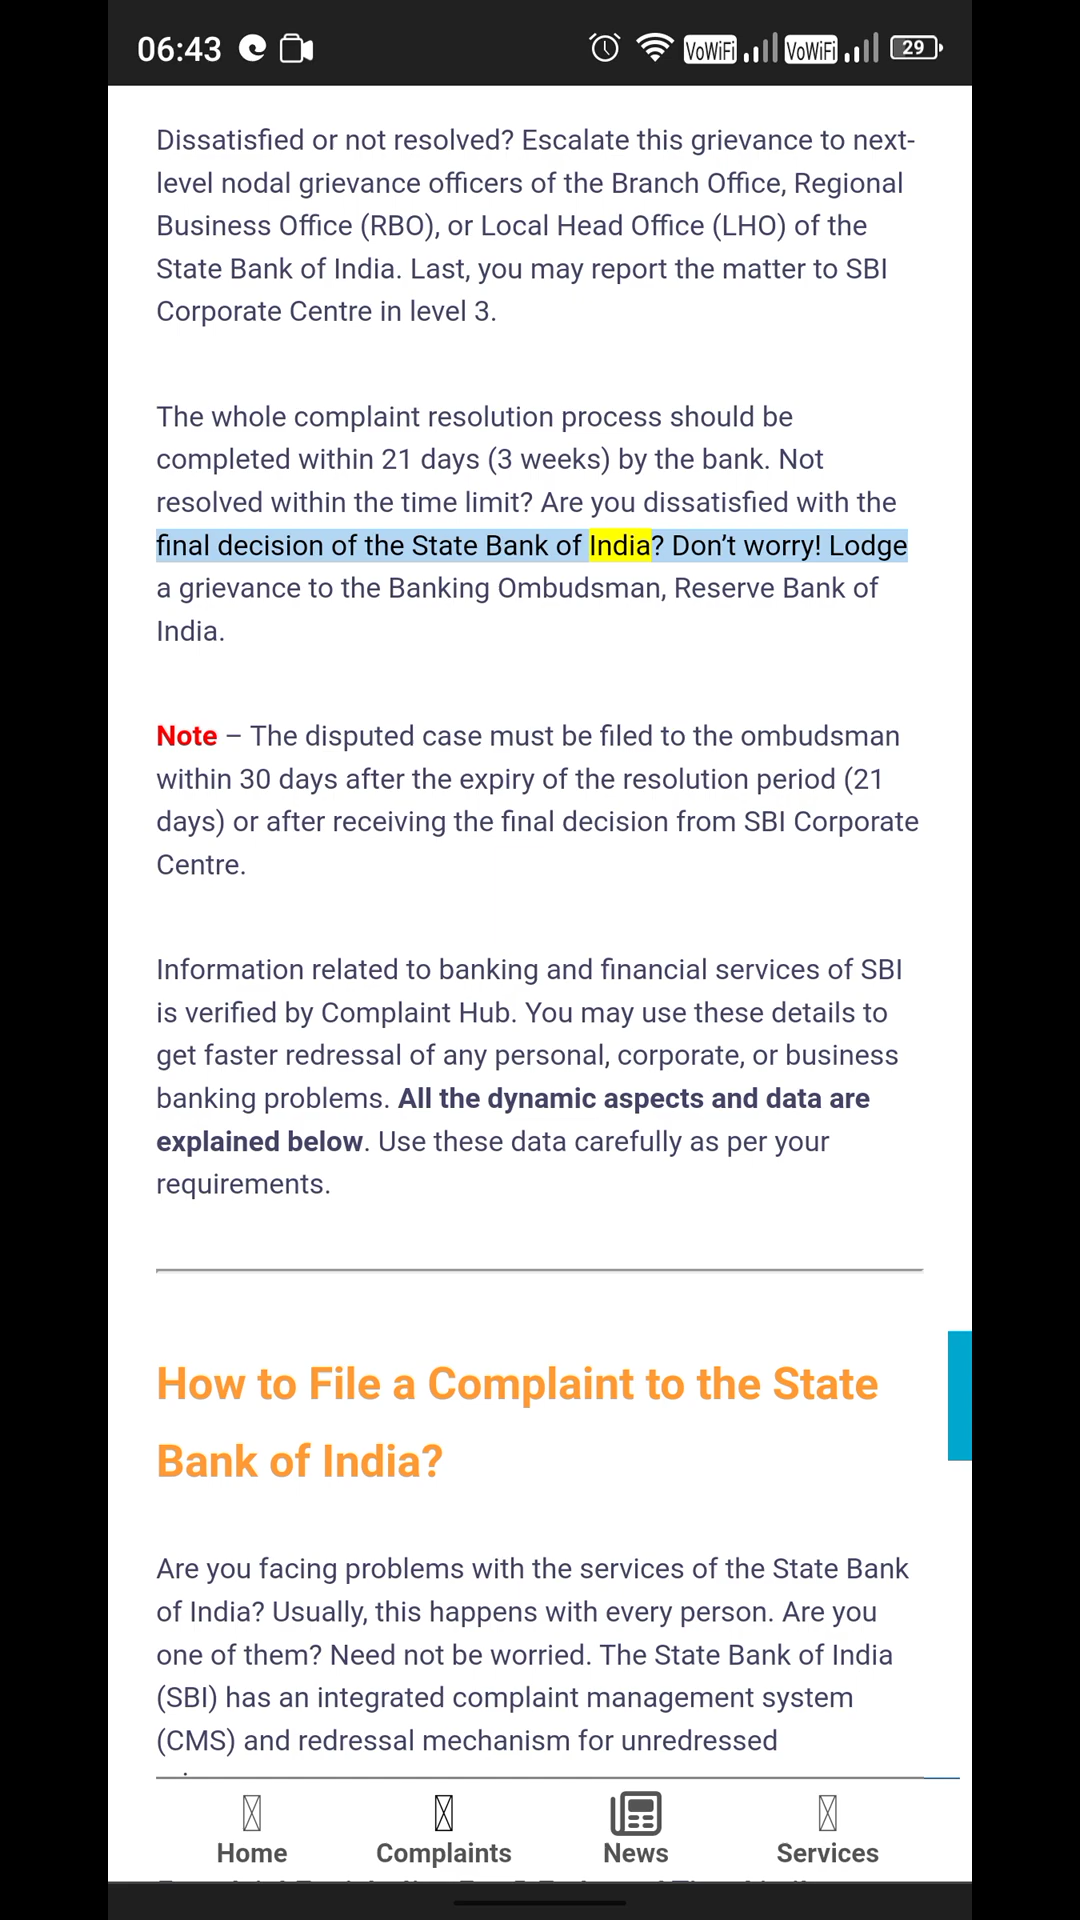 06:43
VoWiFi VoWiFi 29
Dissatisfied or not resolved? Escalate this grievance to next-
level nodal grievance officers of the Branch Office, Regional
Business Office (RBO), or Local Head Office (LHO) of the
State Bank of India. Last, you may report the matter to SBI
Corporate Centre in level 3.
The whole complaint resolution process should be
completed within 21 days (3 weeks) by the bank. Not
resolved within the time limit? Are you dissatisfied with the
final decision of the State Bank of India? Don’t worry! Lodge
a grievance to the Banking Ombudsman, Reserve Bank of
India.
Note – The disputed case must be filed to the ombudsman
within 30 days after the expiry of the resolution period (21
days) or after receiving the final decision from SBI Corporate
Centre.
Information related to banking and financial services of SBI
is verified by Complaint Hub. You may use these details to
get faster redressal of any personal, corporate, or business
banking problems. All the dynamic aspects and data are
explained below. Use these data carefully as per your
requirements.
How to File a Complaint to the State
Bank of India?
Are you facing problems with the services of the State Bank
of India? Usually, this happens with every person. Are you
one of them? Need not be worried. The State Bank of India
(SBI) has an integrated complaint management system
(CMS) and redressal mechanism for unredressed
Home Complaints News Services